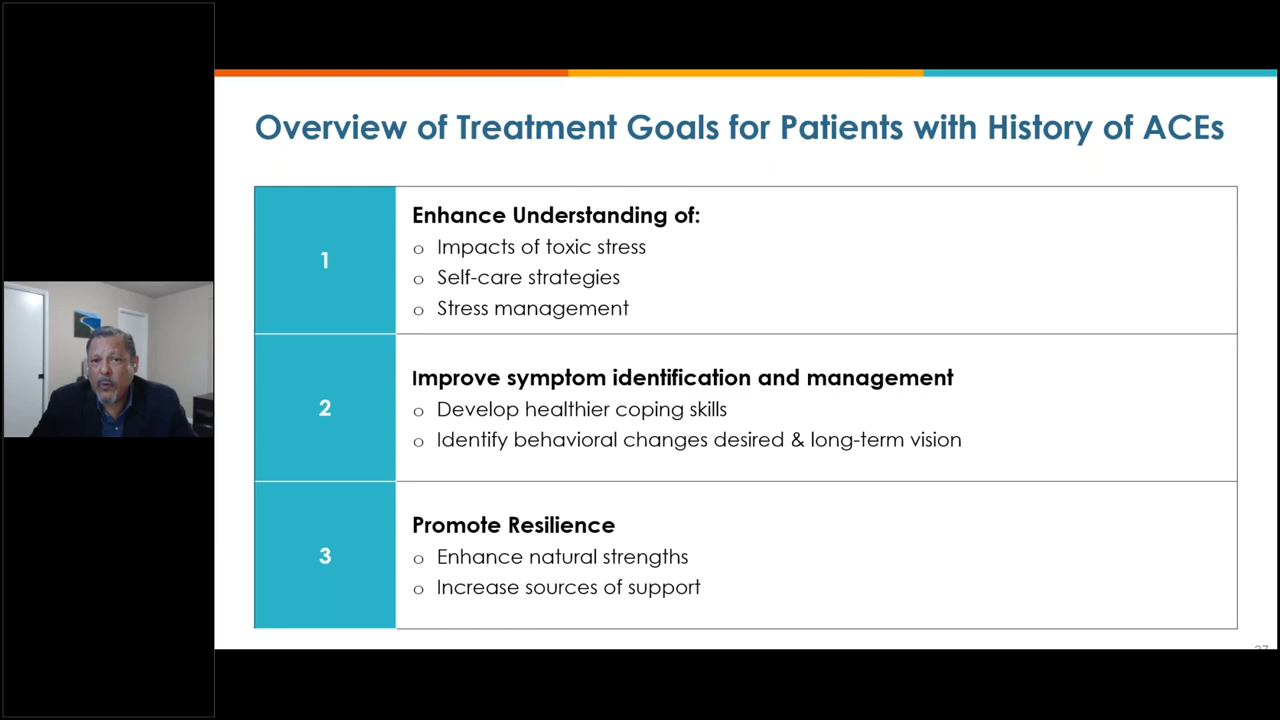 Overview of Treatment Goals for Patients with History of ACEs
1
Enhance Understanding of:
o Impacts of toxic stress
o Self-care strategies
o Stress management
2
Improve symptom identification and management
o Develop healthier coping skills
o Identify behavioral changes desired & long-term vision
3
Promote Resilience
o Enhance natural strengths
o Increase sources of support